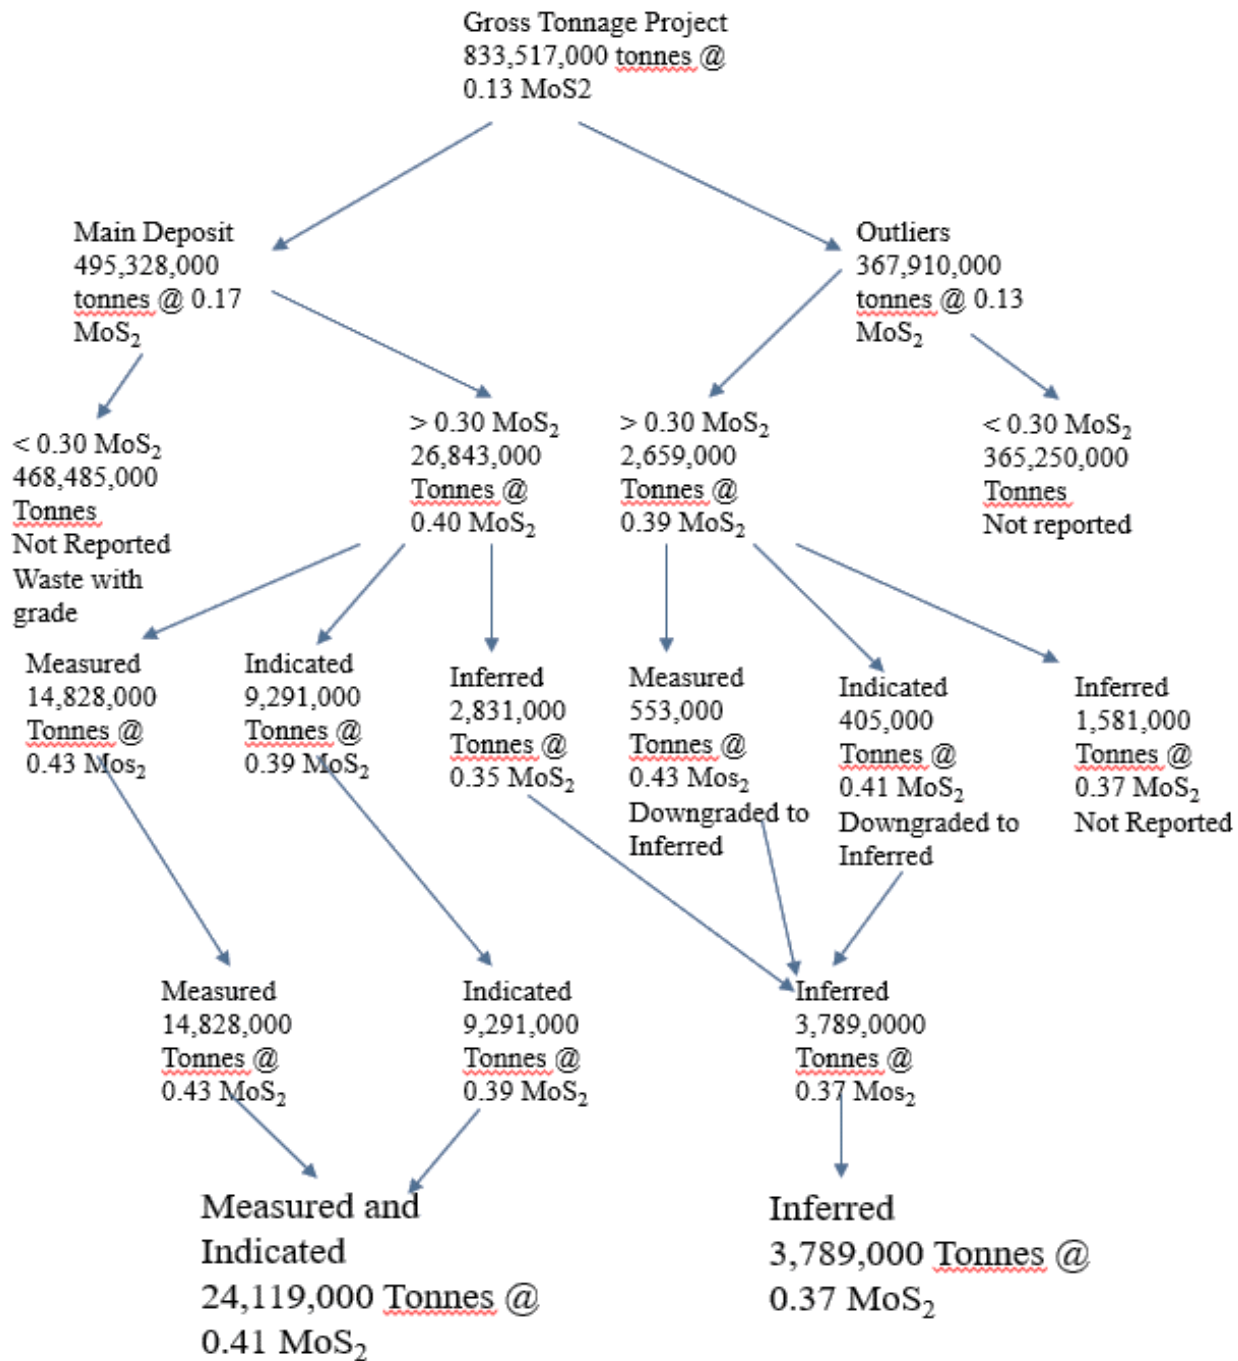 Gross Tonnage Project
833,517,000 tonnes @
0.13 MoS2
Main Deposit
495,328,000
tonnes @ 0.17
MoS₂
Outliers
367,910,000
tonnes @ 0.13
MoS₂
< 0.30 MoS₂
468,485,000
Tonnes
Not Reported
Waste with
grade
> 0.30 MoS₂
26,843,000
Tonnes @
0.40 MoS₂
> 0.30 MoS₂
2,659,000
Tonnes @
0.39 MoS₂
< 0.30 MoS₂
365,250,000
Tonnes
Not reported
Measured
14,828,000
Tonnes @
0.43 Mos₂
Indicated
9,291,000
Tonnes @
0.39 MoS₂
Inferred
2,831,000
Tonnes @
0.35 MoS₂
Measured
553,000
Tonnes @
0.43 Mos₂
Downgraded to
Inferred
Indicated
405,000
Tonnes @
0.41 MoS₂
Downgraded to
Inferred
Inferred
1,581,000
Tonnes @
0.37 MoS₂
Not Reported
Measured
14,828,000
Tonnes @
0.43 MoS₂
Indicated
9,291,000
Tonnes @
0.39 MoS₂
Inferred
3,789,0000
Tonnes @
0.37 Mos₂
Measured and
Indicated
24,119,000 Tonnes @
0.41 MoS₂
Inferred
3,789,000 Tonnes @
0.37 MoS₂